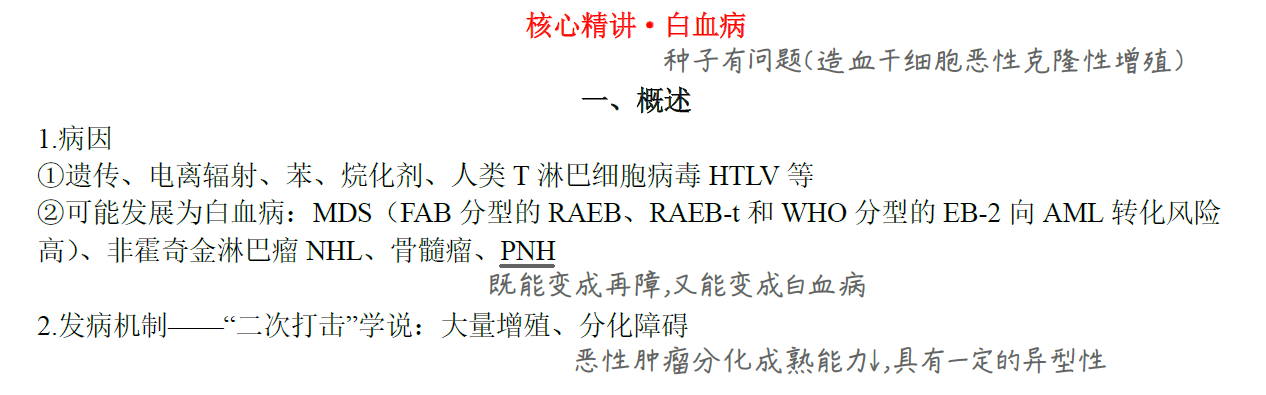 核心精讲·白血病
种子有问题(造血干细胞恶性克隆性增殖)
一、概述
1.病因
①遗传、电离辐射、苯、烷化剂、人类 T 淋巴细胞病毒 HTLV 等
②可能发展为白血病：MDS（FAB 分型的 RAEB、RAEB-t 和 WHO 分型的 EB-2 向 AML 转化风险
高）、非霍奇金淋巴瘤 NHL、骨髓瘤、PNH
既能变成再障,又能变成白血病
2.发病机制——“二次打击”学说：大量增殖、分化障碍
恶性肿瘤分化成熟能力↓,具有一定的异型性